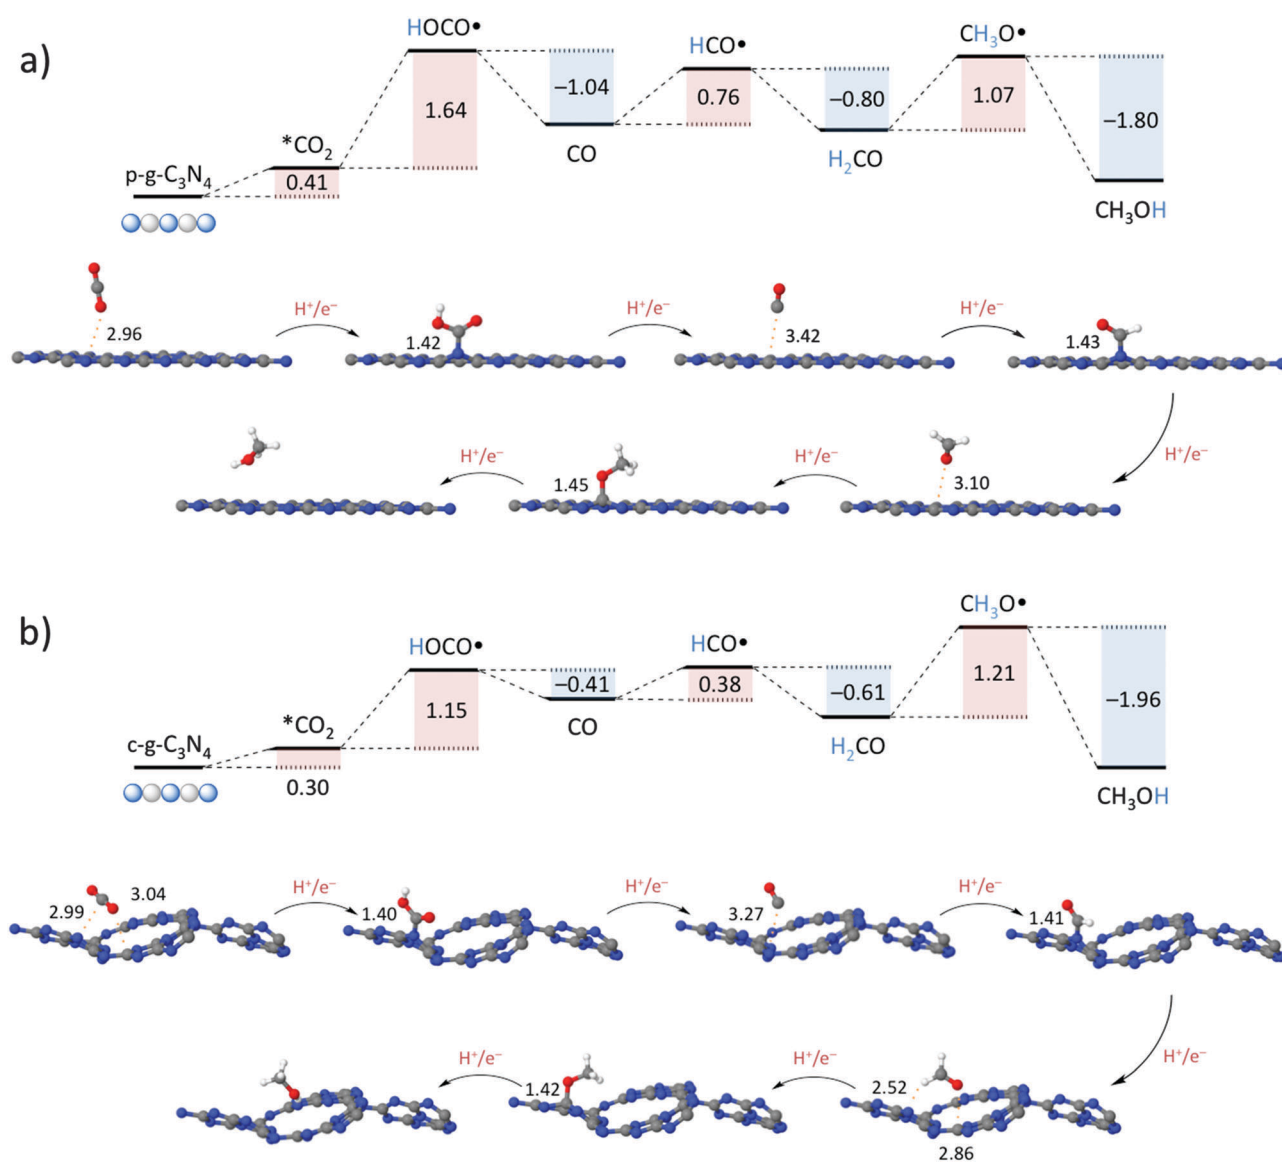 a)
HOCO•
–1.04
HCO•
CH₃O•
1.64
0.76
–0.80
1.07
–1.80
*CO₂
CO
H₂CO
p-g-C₃N₄
0.41
CH₃OH
H⁺/e⁻
H⁺/e⁻
H⁺/e⁻
2.96
1.42
3.42
1.43
H⁺/e⁻
H⁺/e⁻
H⁺/e⁻
1.45
3.10
b)
CH₃O•
HOCO•
HCO•
–0.41
0.38
1.15
–0.61
1.21
–1.96
*CO₂
CO
H₂CO
c-g-C₃N₄
0.30
CH₃OH
H⁺/e⁻
H⁺/e⁻
H⁺/e⁻
2.99
3.04
1.40
3.27
1.41
H⁺/e⁻
H⁺/e⁻
H⁺/e⁻
1.42
2.52
2.86